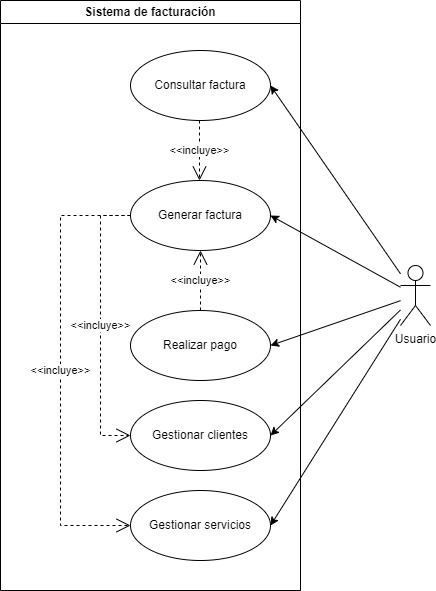 Sistema de facturación
Consultar factura
<<incluye>>
Generar factura
<<incluye>>
Usuario
<<incluye>>
Realizar pago
<<incluye>>
Gestionar clientes
Gestionar servicios